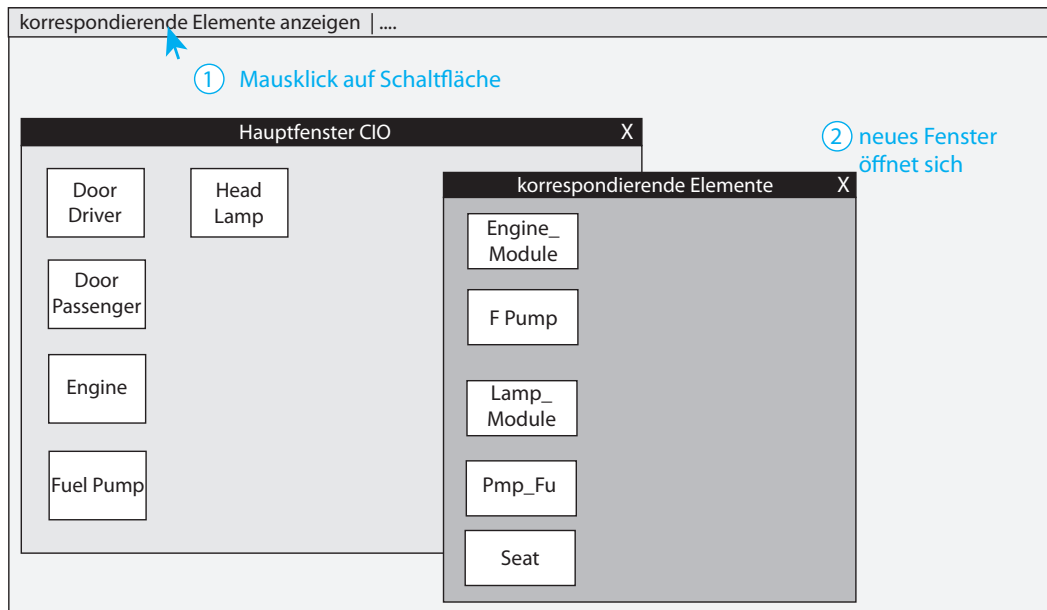 korrespondierende Elemente anzeigen | ....
1 Mausklick auf Schaltfläche
Hauptfenster CIO X
2 neues Fenster
öffnet sich
Door
Driver
Head
Lamp
Door
Passenger
Engine
Fuel Pump
korrespondierende Elemente X
Engine_
Module
F Pump
Lamp_
Module
Pmp_Fu
Seat